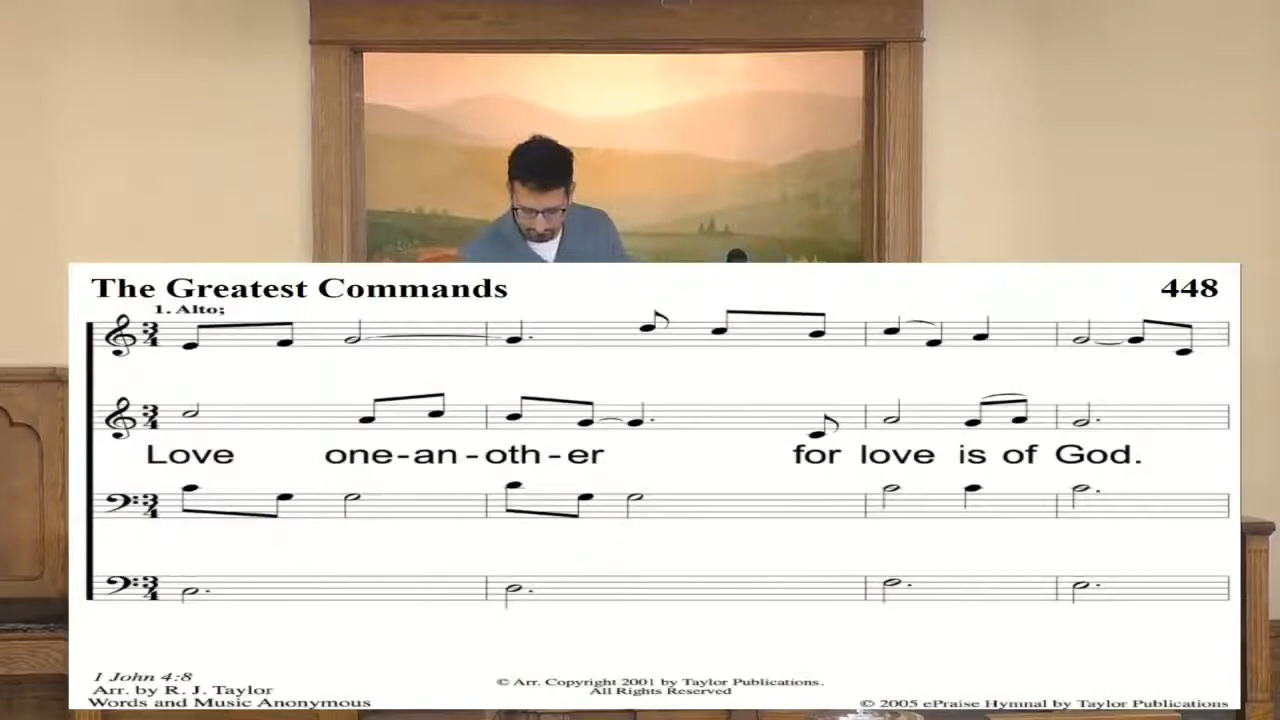 The Greatest Commands 448
1. Alto;
Love one-an-oth-er for love is of God.
1 John 4:8
Arr. by R. J. Taylor
Words and Music Anonymous
© Arr. Copyright 2001 by Taylor Publications.
All Rights Reserved
© 2005 ePraise Hymnal by Taylor Publications